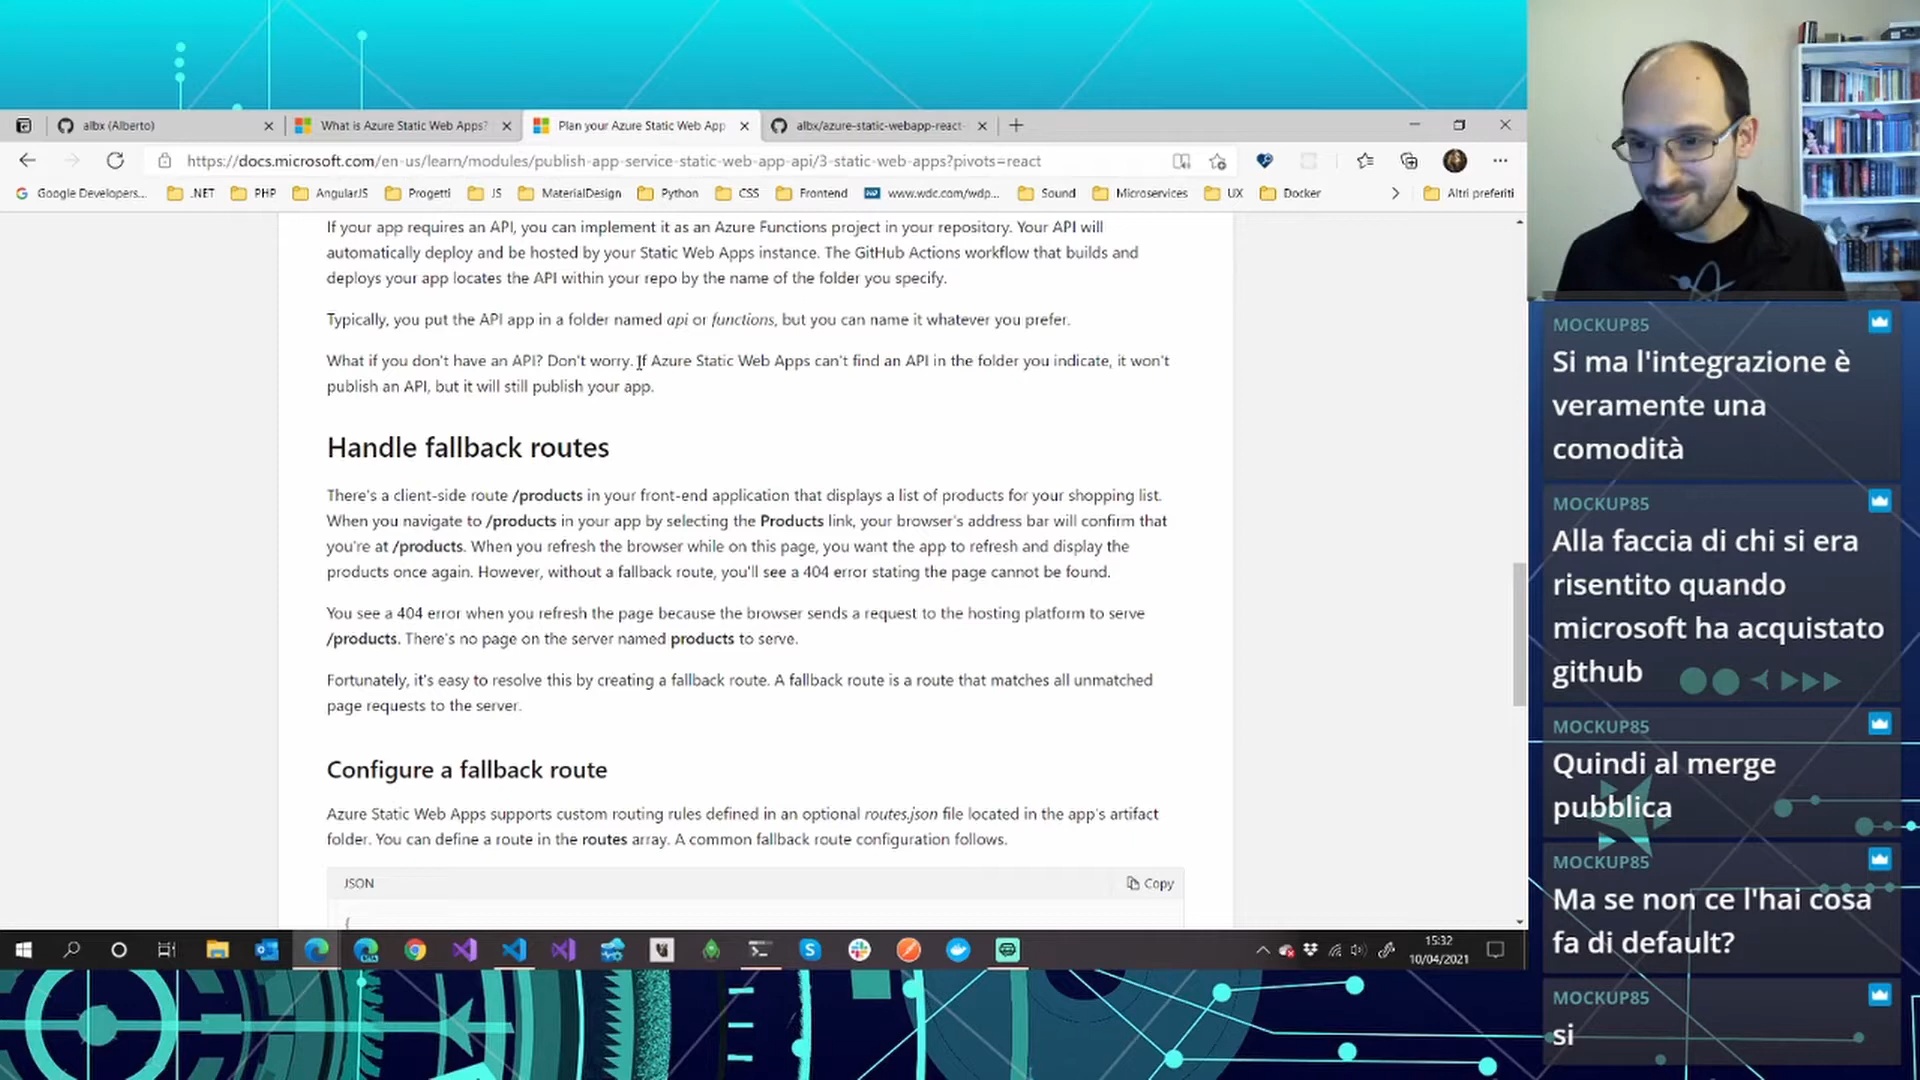 albx (Alberto)
What is Azure Static Web Apps?
Plan your Azure Static Web App
albx/azure-static-webapp-react
https://docs.microsoft.com/en-us/learn/modules/publish-app-service-static-web-app-api/3-static-web-apps?pivots=react
Google Developers...
.NET
PHP
AngularJS
Progetti
JS
MaterialDesign
Python
CSS
Frontend
www.wdc.com/wdp...
Sound
Microservices
UX
Docker
Altri preferiti
If your app requires an API, you can implement it as an Azure Functions project in your repository. Your API will
automatically deploy and be hosted by your Static Web Apps instance. The GitHub Actions workflow that builds and
deploys your app locates the API within your repo by the name of the folder you specify.
Typically, you put the API app in a folder named api or functions, but you can name it whatever you prefer.
What if you don't have an API? Don't worry. If Azure Static Web Apps can't find an API in the folder you indicate, it won't
publish an API, but it will still publish your app.
Handle fallback routes
There's a client-side route /products in your front-end application that displays a list of products for your shopping list.
When you navigate to /products in your app by selecting the Products link, your browser's address bar will confirm that
you're at /products. When you refresh the browser while on this page, you want the app to refresh and display the
products once again. However, without a fallback route, you'll see a 404 error stating the page cannot be found.
You see a 404 error when you refresh the page because the browser sends a request to the hosting platform to serve
/products. There's no page on the server named products to serve.
Fortunately, it's easy to resolve this by creating a fallback route. A fallback route is a route that matches all unmatched
page requests to the server.
Configure a fallback route
Azure Static Web Apps supports custom routing rules defined in an optional routes.json file located in the app's artifact
folder. You can define a route in the routes array. A common fallback route configuration follows.
JSON
Copy
{
15:32
10/04/2021
MOCKUP85
Si ma l'integrazione è
veramente una
comodità
MOCKUP85
Alla faccia di chi si era
risentito quando
microsoft ha acquistato
github
MOCKUP85
Quindi al merge
pubblica
MOCKUP85
Ma se non ce l'hai cosa
fa di default?
MOCKUP85
si